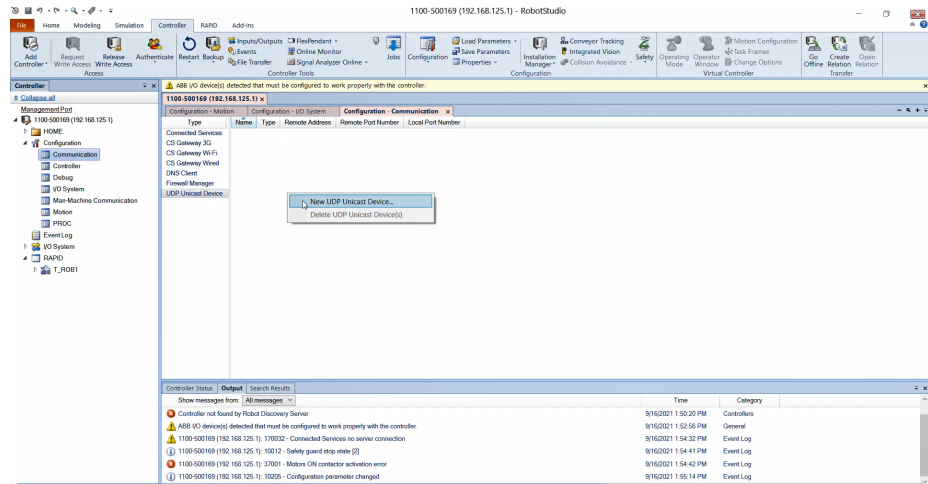 1100-500169 (192.168.125.1) - RobotStudio
File Home Modeling Simulation Controller RAPID Add-Ins
Add Controller Request Write Access Release Write Access Authenticate Restart Backup Inputs/Outputs Events File Transfer FlexPendant Online Monitor Signal Analyzer Online Jobs Configuration Load Parameters Save Parameters Properties Installation Manager Conveyor Tracking Integrated Vision Collision Avoidance Safety Operating Mode Operator Window Motion Configuration Task Frames Change Options Go Offline Create Relation Open Relation
Access Controller Tools Configuration Virtual Controller Transfer
Controller
Collapse all
Management Port
1100-500169 (192.168.125.1)
HOME
Configuration
Communication
Controller
Debug
I/O System
Man-Machine Communication
Motion
PROC
Event Log
I/O System
RAPID
T_ROB1
ABB I/O device(s) detected that must be configured to work properly with the controller.
1100-500169 (192.168.125.1) x
Configuration - Motion Configuration - I/O System Configuration - Communication x
Type Name Type Remote Address Remote Port Number Local Port Number
Connected Services
CS Gateway 3G
CS Gateway Wi-Fi
CS Gateway Wired
DNS Client
Firewall Manager
UDP Unicast Device
New UDP Unicast Device...
Delete UDP Unicast Device(s)
Controller Status Output Search Results
Show messages from: All messages Time Category
Controller not found by Robot Discovery Server 9/16/2021 1:50:20 PM Controllers
ABB I/O device(s) detected that must be configured to work properly with the controller. 9/16/2021 1:52:56 PM General
1100-500169 (192.168.125.1): 170032 - Connected Services no server connection 9/16/2021 1:54:32 PM Event Log
1100-500169 (192.168.125.1): 10012 - Safety guard stop state [2] 9/16/2021 1:54:41 PM Event Log
1100-500169 (192.168.125.1): 37001 - Motors ON contactor activation error 9/16/2021 1:54:42 PM Event Log
1100-500169 (192.168.125.1): 10205 - Configuration parameter changed 9/16/2021 1:55:14 PM Event Log